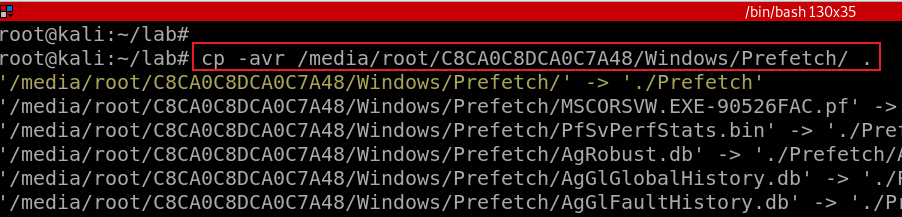 /bin/bash 130x35
root@kali:~/lab#
root@kali:~/lab# cp -avr /media/root/C8CA0C8DCA0C7A48/Windows/Prefetch/ .
'/media/root/C8CA0C8DCA0C7A48/Windows/Prefetch/' -> './Prefetch'
'/media/root/C8CA0C8DCA0C7A48/Windows/Prefetch/MSCORSVW.EXE-90526FAC.pf' ->
'/media/root/C8CA0C8DCA0C7A48/Windows/Prefetch/PfSvPerfStats.bin' -> './Pref
'/media/root/C8CA0C8DCA0C7A48/Windows/Prefetch/AgRobust.db' -> './Prefetch/A
'/media/root/C8CA0C8DCA0C7A48/Windows/Prefetch/AgGlGlobalHistory.db' -> './P
'/media/root/C8CA0C8DCA0C7A48/Windows/Prefetch/AgGlFaultHistory.db' -> './Pr